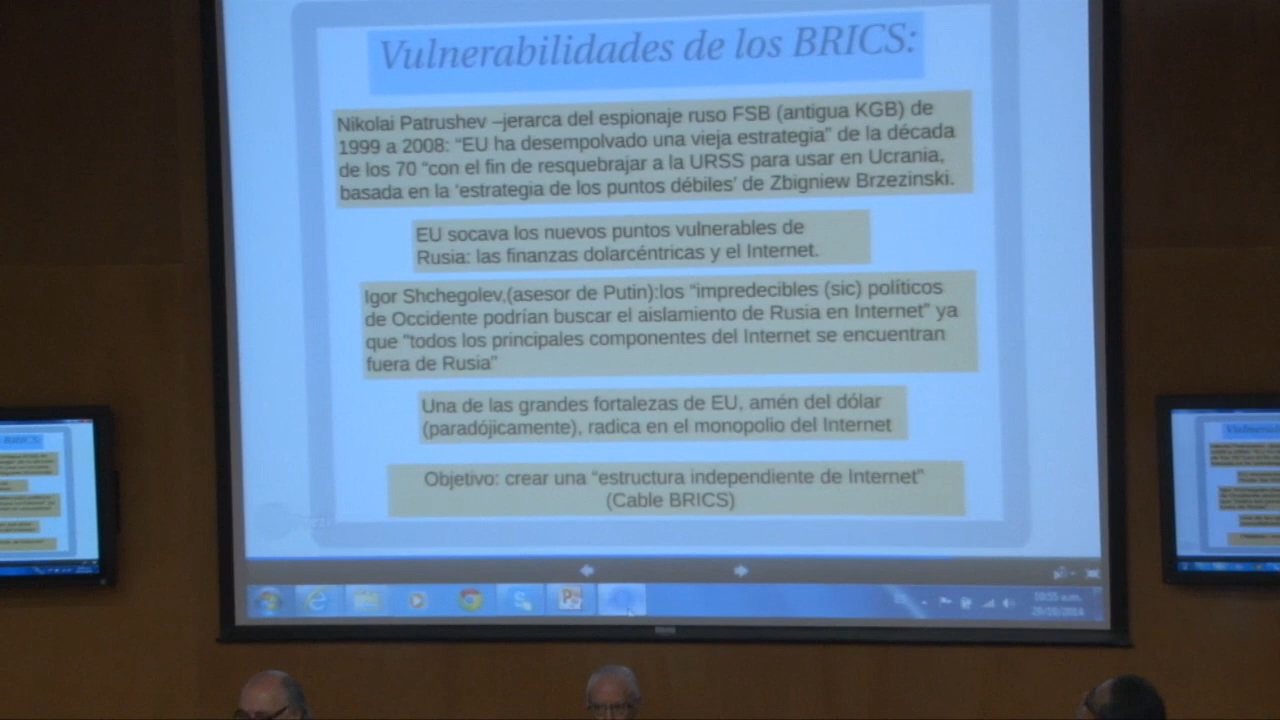 Vulnerabilidades de los BRICS:
Nikolai Patrushev –jerarca del espionaje ruso FSB (antigua KGB) de
1999 a 2008: “EU ha desempolvado una vieja estrategia” de la década
de los 70 “con el fin de resquebrajar a la URSS para usar en Ucrania,
basada en la ‘estrategia de los puntos débiles’ de Zbigniew Brzezinski.
EU socava los nuevos puntos vulnerables de
Rusia: las finanzas dolarcéntricas y el Internet.
Igor Shchegolev,(asesor de Putin):los “impredecibles (sic) políticos
de Occidente podrían buscar el aislamiento de Rusia en Internet” ya
que “todos los principales componentes del Internet se encuentran
fuera de Rusia”
Una de las grandes fortalezas de EU, amén del dólar
(paradójicamente), radica en el monopolio del Internet
Objetivo: crear una “estructura independiente de Internet”
(Cable BRICS)
10:55 a.m.
29/10/2014